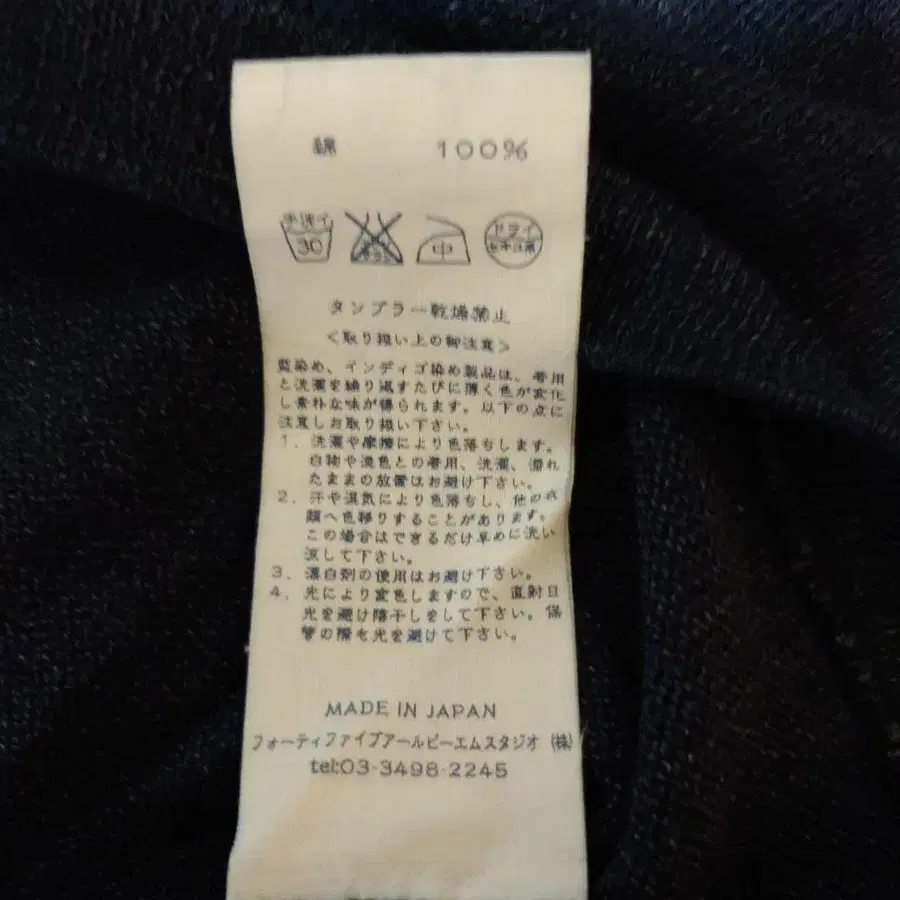 綿 100%
手洗イ 30 エンソサラシ 中 ドライ セキユ系
タンブラー乾燥禁止
<取り扱い上の御注意>
藍染め、インディゴ染め製品は、着用
と洗濯を繰り返すたびに薄く色が変化
し素朴な味が得られます。以下の点に
注意しお取り扱い下さい。
1. 洗濯や摩擦により色落ちします。
白物や淡色との着用、洗濯、濡れ
たままの放置はお避け下さい。
2. 汗や湿気により色落ちし、他の衣
類へ色移りすることがあります。
この場合はできるだけ早めに洗い
流して下さい。
3. 漂白剤の使用はお避け下さい。
4. 光により変色しますので、直射日
光を避け陰干しをして下さい。保
管の際も光を避けて下さい。
MADE IN JAPAN
フォーティファイブアールピーエムスタジオ (株)
tel:03-3498-2245